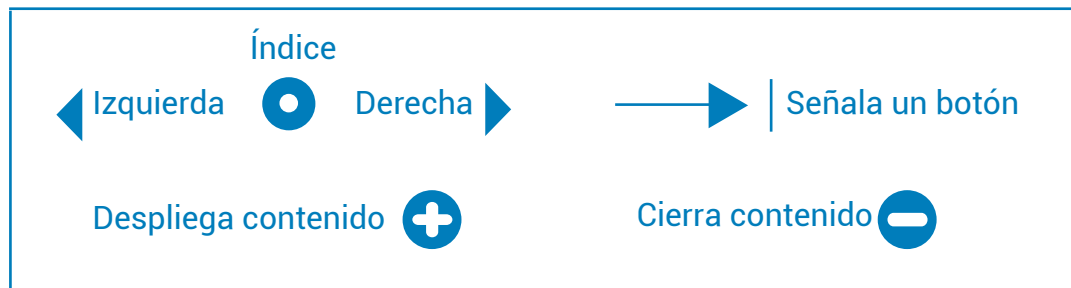 Índice
Izquierda
Derecha
Señala un botón
Despliega contenido
Cierra contenido